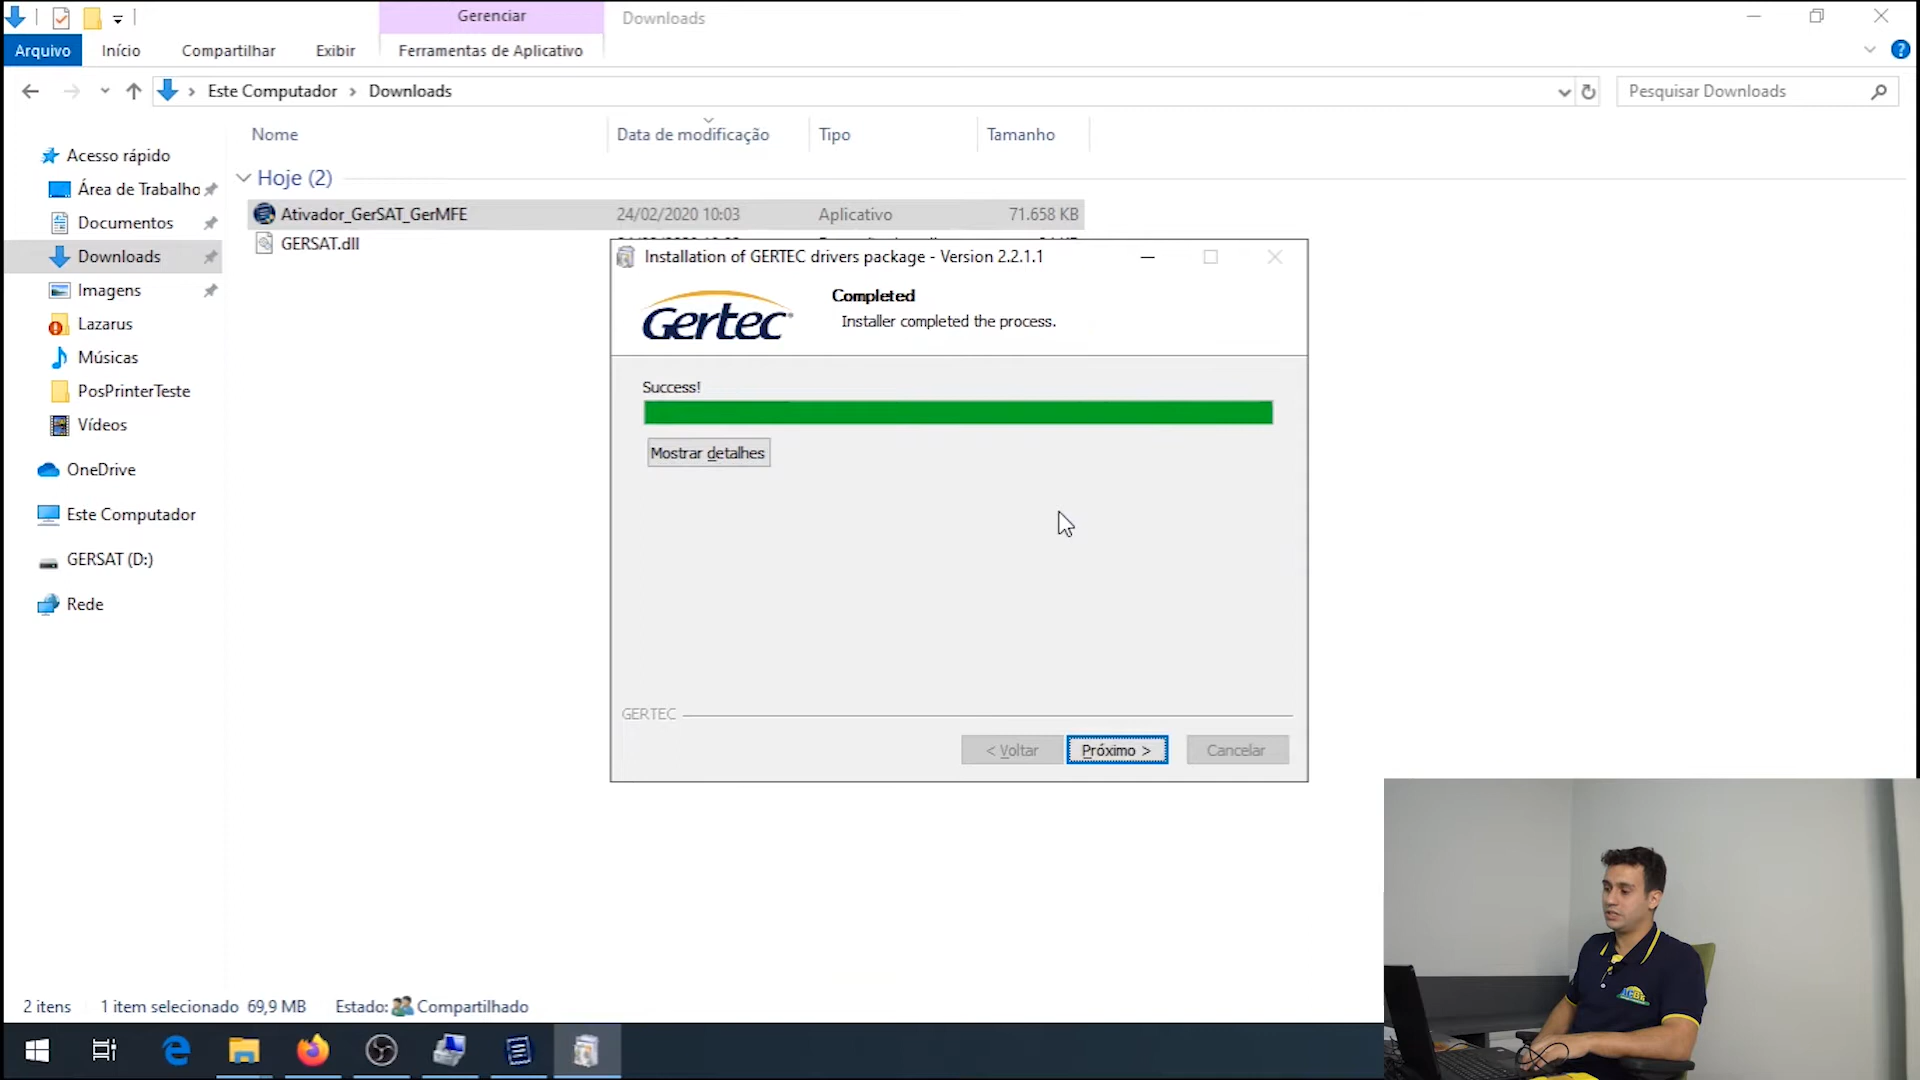 Gerenciar
Downloads
Arquivo
Início
Compartilhar
Exibir
Ferramentas de Aplicativo
Este Computador
Downloads
Pesquisar Downloads
Nome
Data de modificação
Tipo
Tamanho
Acesso rápido
Área de Trabalho
Documentos
Downloads
Imagens
Lazarus
Músicas
PosPrinterTeste
Vídeos
OneDrive
Este Computador
GERSAT (D:)
Rede
Hoje (2)
Ativador_GerSAT_GerMFE
24/02/2020 10:03
Aplicativo
71.658 KB
GERSAT.dll
Installation of GERTEC drivers package - Version 2.2.1.1
Gertec
Completed
Installer completed the process.
Success!
Mostrar detalhes
GERTEC
< Voltar
Próximo >
Cancelar
2 itens
1 item selecionado 69,9 MB
Estado: Compartilhado